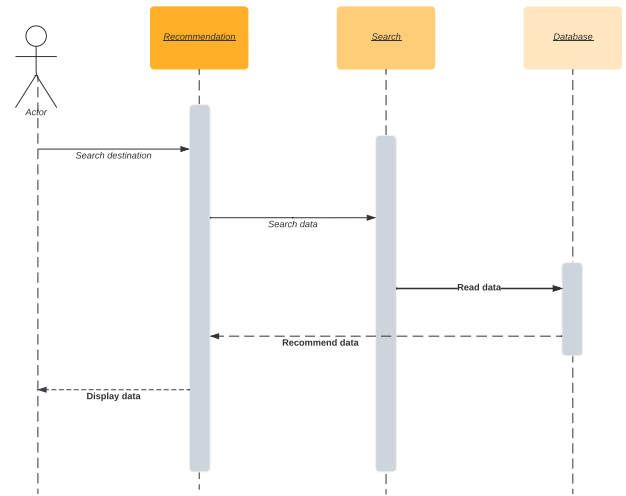 Recommendation
Search
Database
Actor
Search destination
Search data
Read data
Recommend data
Display data